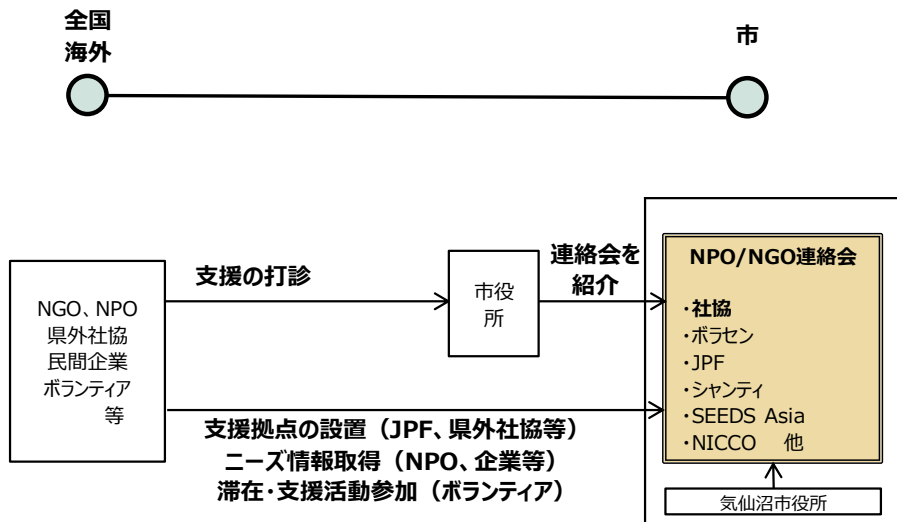 全国
海外
市
NGO、NPO
県外社協
民間企業
ボランティア
等
支援の打診
市役
所
連絡会を
紹介
NPO/NGO連絡会
・社協
・ボラセン
・JPF
・シャンティ
・SEEDS Asia
・NICCO　他
支援拠点の設置（JPF、県外社協等）
ニーズ情報取得（NPO、企業等）
滞在・支援活動参加（ボランティア）
気仙沼市役所